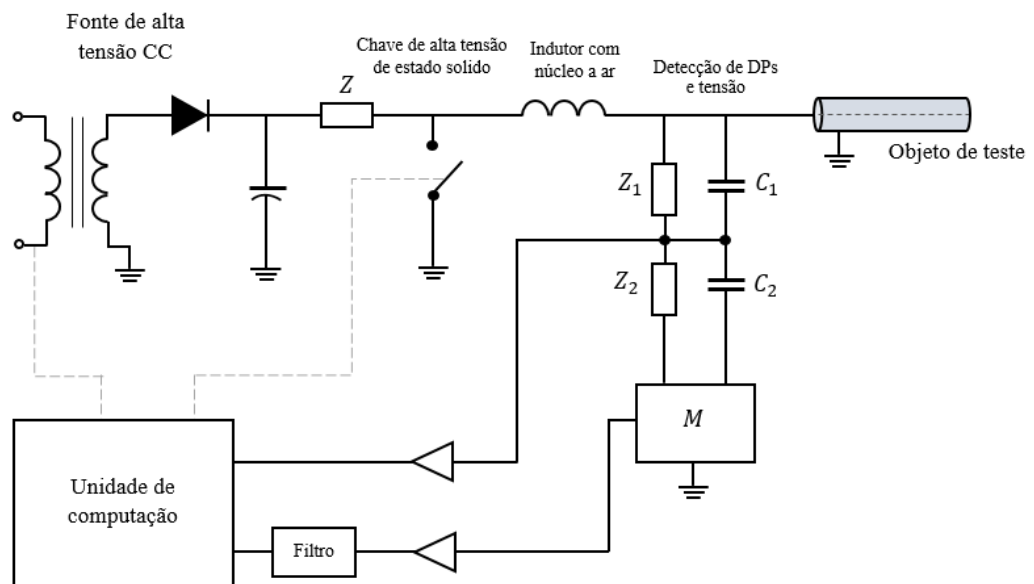 Fonte de alta
tensão CC
Chave de alta tensão
de estado solido
Indutor com
núcleo a ar
Detecção de DPs
e tensão
Z
Objeto de teste
Z₁
C₁
Z₂
C₂
M
Unidade de
computação
Filtro